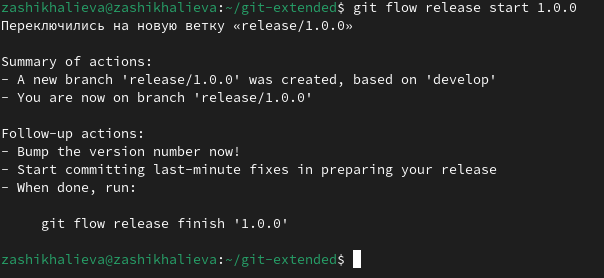 zashikhalieva@zashikhalieva:~/git-extended$ git flow release start 1.0.0
Переключились на новую ветку «release/1.0.0»
Summary of actions:
- A new branch 'release/1.0.0' was created, based on 'develop'
- You are now on branch 'release/1.0.0'
Follow-up actions:
- Bump the version number now!
- Start committing last-minute fixes in preparing your release
- When done, run:
git flow release finish '1.0.0'
zashikhalieva@zashikhalieva:~/git-extended$